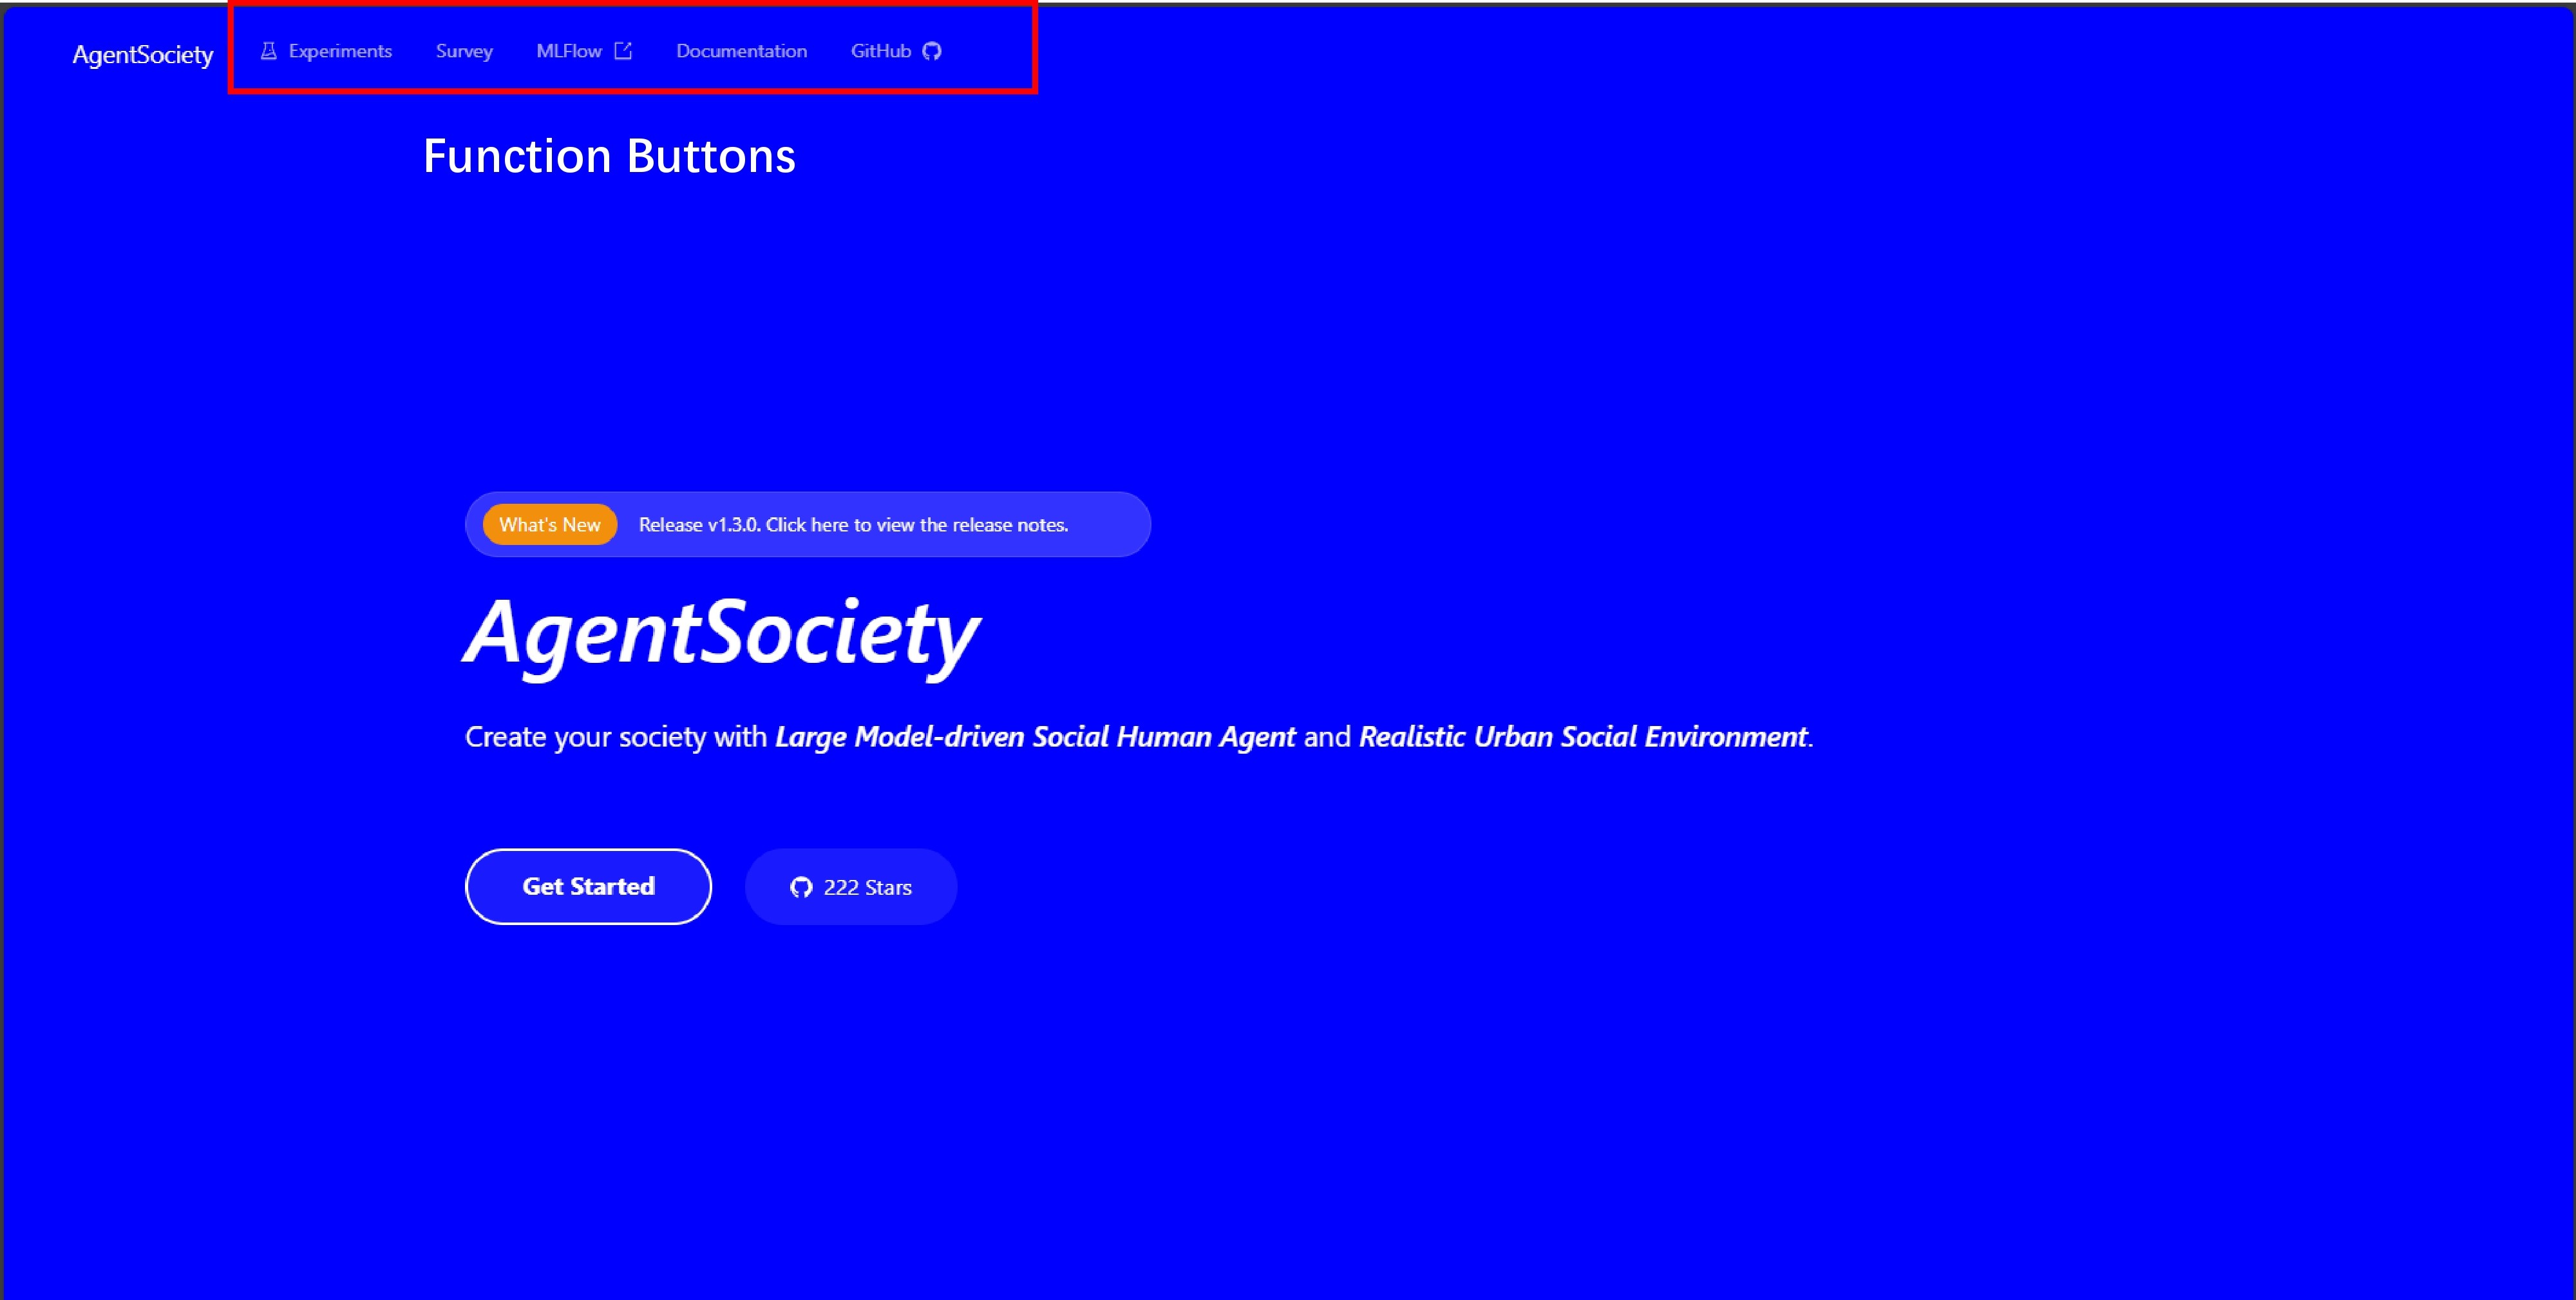 AgentSociety Experiments Survey MLFlow Documentation GitHub
Function Buttons
What's New Release v1.3.0. Click here to view the release notes.
AgentSociety
Create your society with Large Model-driven Social Human Agent and Realistic Urban Social Environment.
Get Started 222 Stars